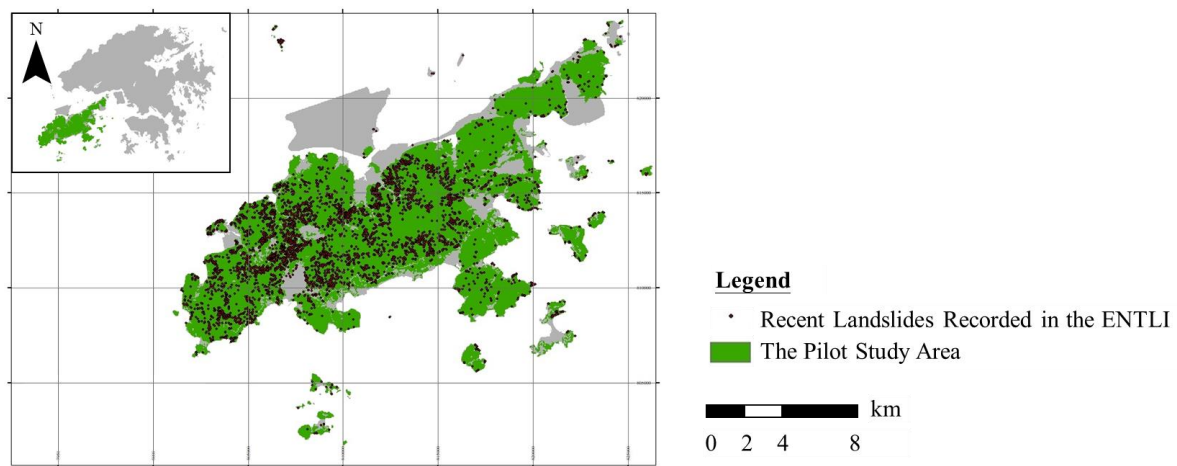 N
Legend
Recent Landslides Recorded in the ENTLI
The Pilot Study Area
km
0 2 4 8